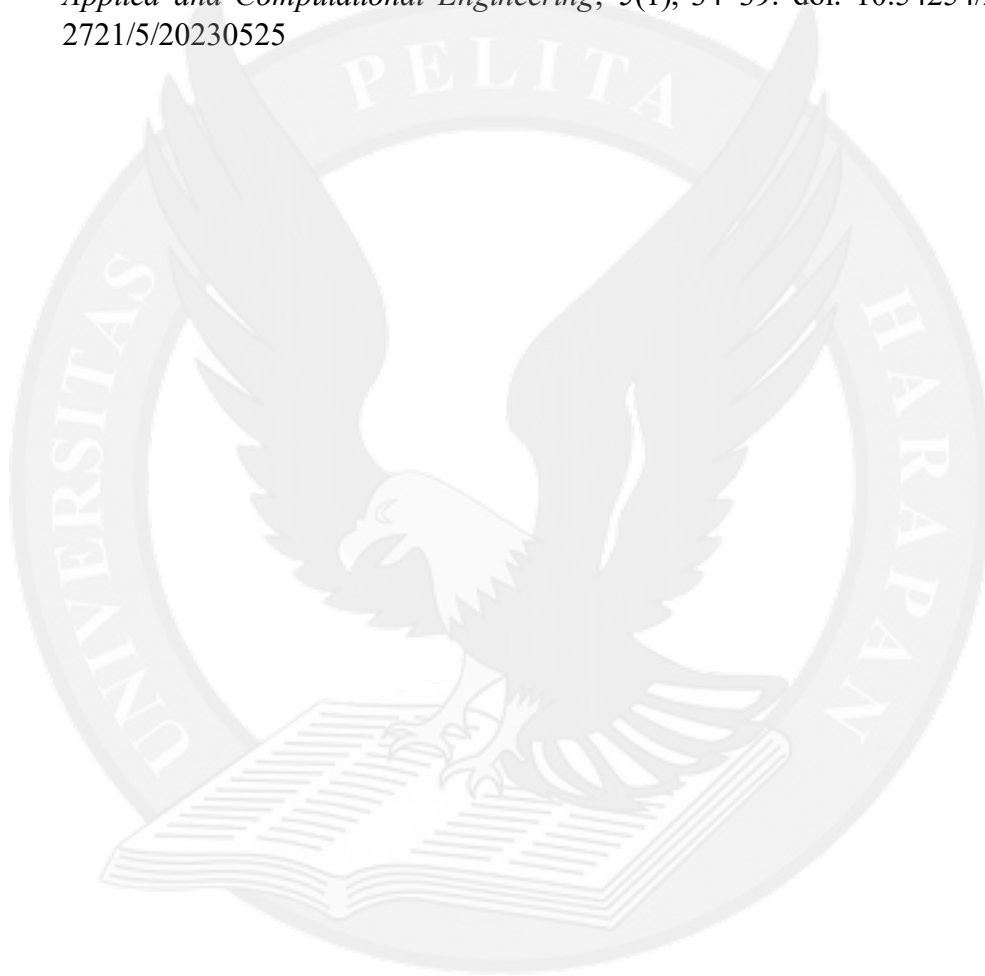 Applied and Computational Engineering, 5(1), 34–39. doi: 10.54254/
2721/5/20230525
UNIVERSITAS PELITA HARAPAN